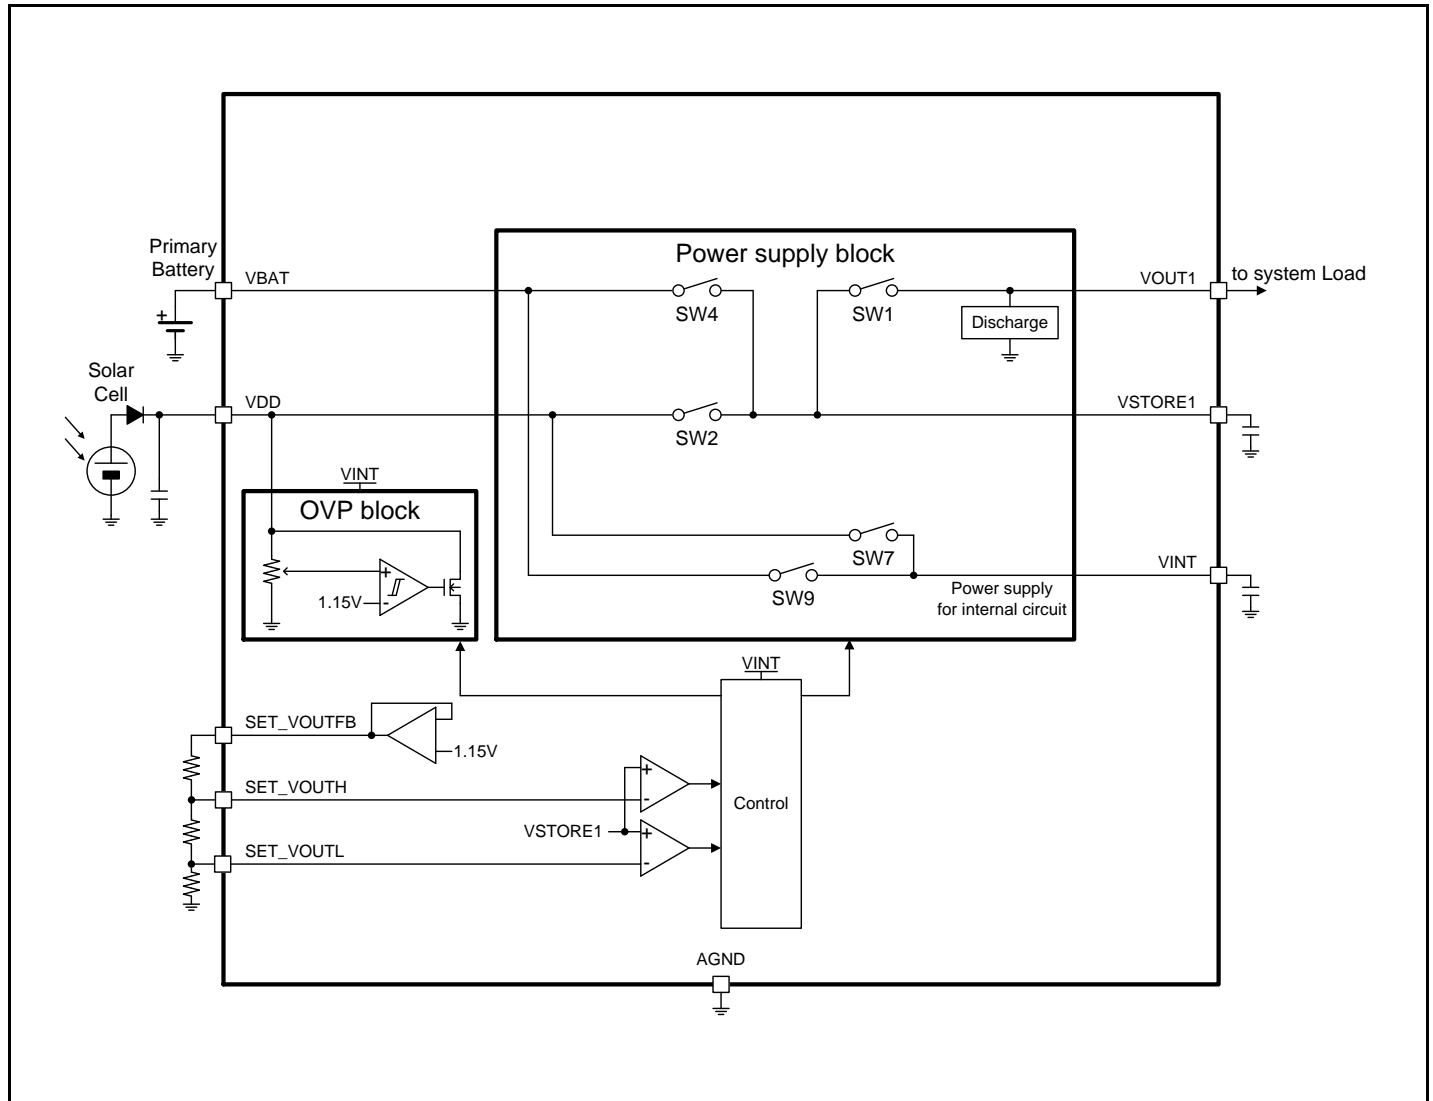 Power supply block
Primary
Battery
VBAT
SW4
SW1
Discharge
VOUT1
to system Load
Solar
Cell
VDD
SW2
VSTORE1
VINT
OVP block
+
-
1.15V
SW7
SW9
Power supply
for internal circuit
VINT
VINT
SET_VOUTFB
1.15V
SET_VOUTH
+
-
VSTORE1
+
-
SET_VOUTL
Control
AGND
+